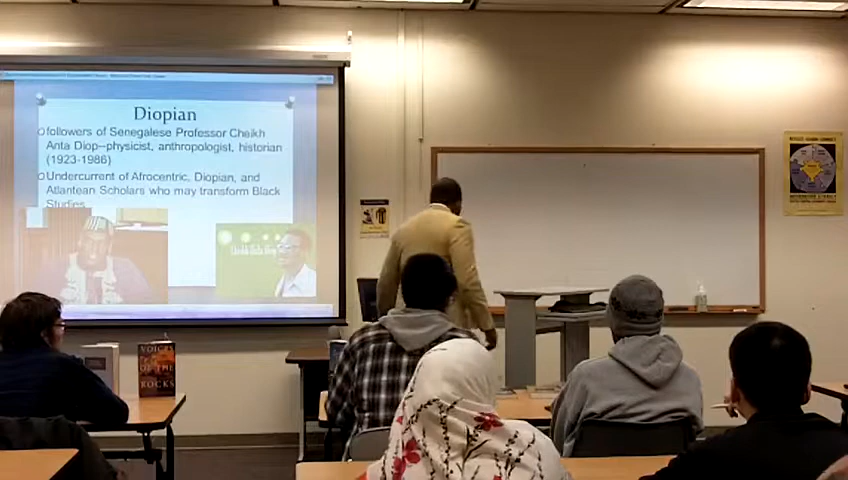 Diopian
followers of Senegalese Professor Cheikh
Anta Diop—physicist, anthropologist, historian
(1923-1986)
Undercurrent of Afrocentric, Diopian, and
Atlantean Scholars who may transform Black
Studies
VOICES
OF THE
ROCKS